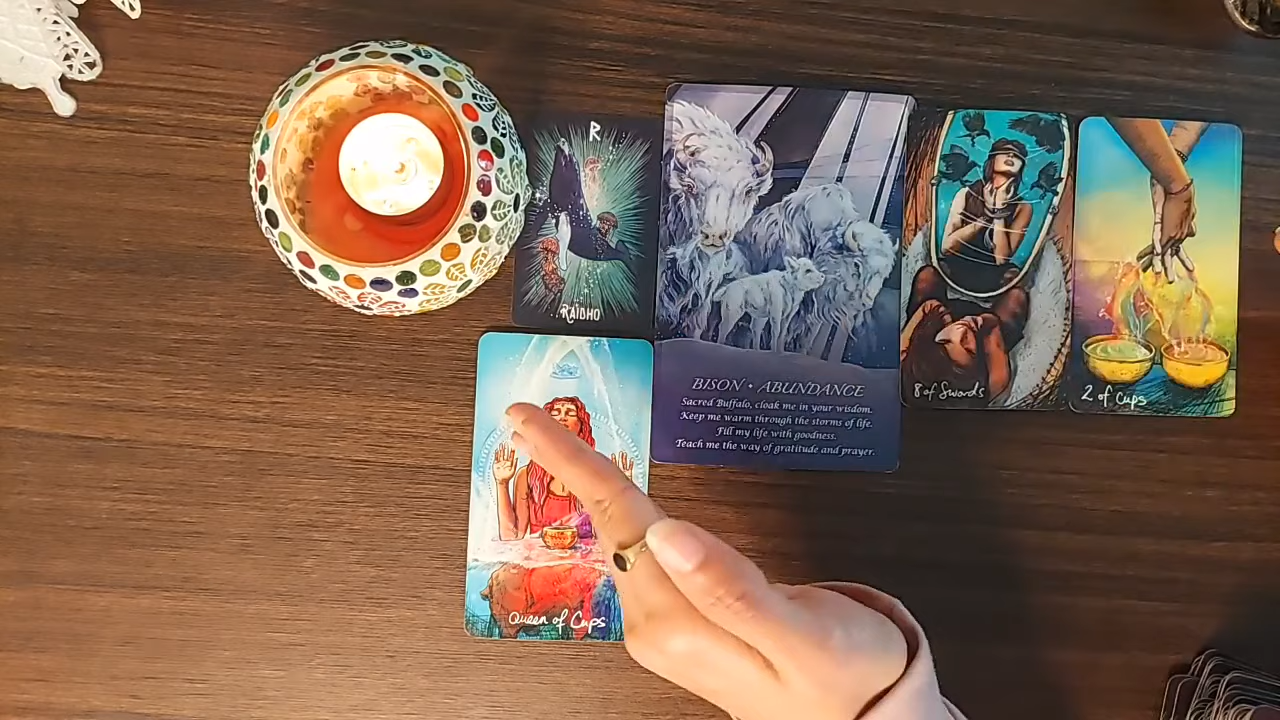 R
RAIDHO
BISON • ABUNDANCE
Sacred Buffalo, cloak me in your wisdom.
Keep me warm through the storms of life.
Fill my life with goodness.
Teach me the way of gratitude and prayer.
8 of Swords
2 of Cups
Queen of Cups